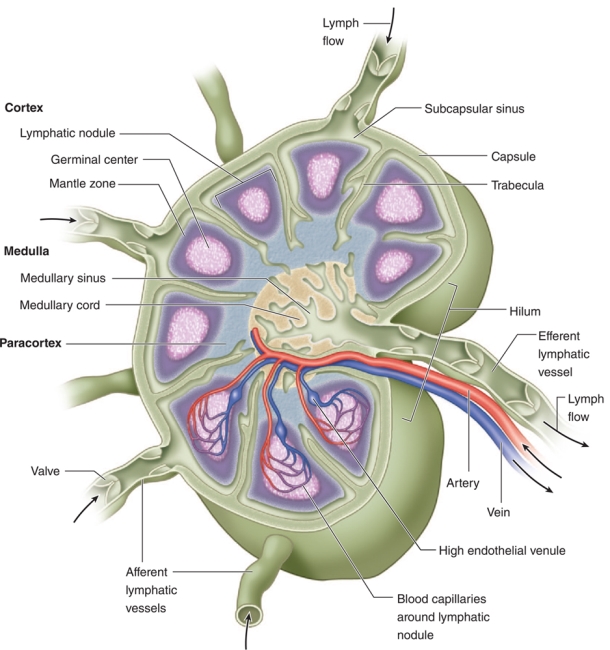 Lymph
flow
Cortex
Subcapsular sinus
Lymphatic nodule
Capsule
Germinal center
Trabecula
Mantle zone
Medulla
Medullary sinus
Medullary cord
Hilum
Paracortex
Efferent
lymphatic
vessel
Lymph
flow
Valve
Artery
Vein
High endothelial venule
Afferent
lymphatic
vessels
Blood capillaries
around lymphatic
nodule